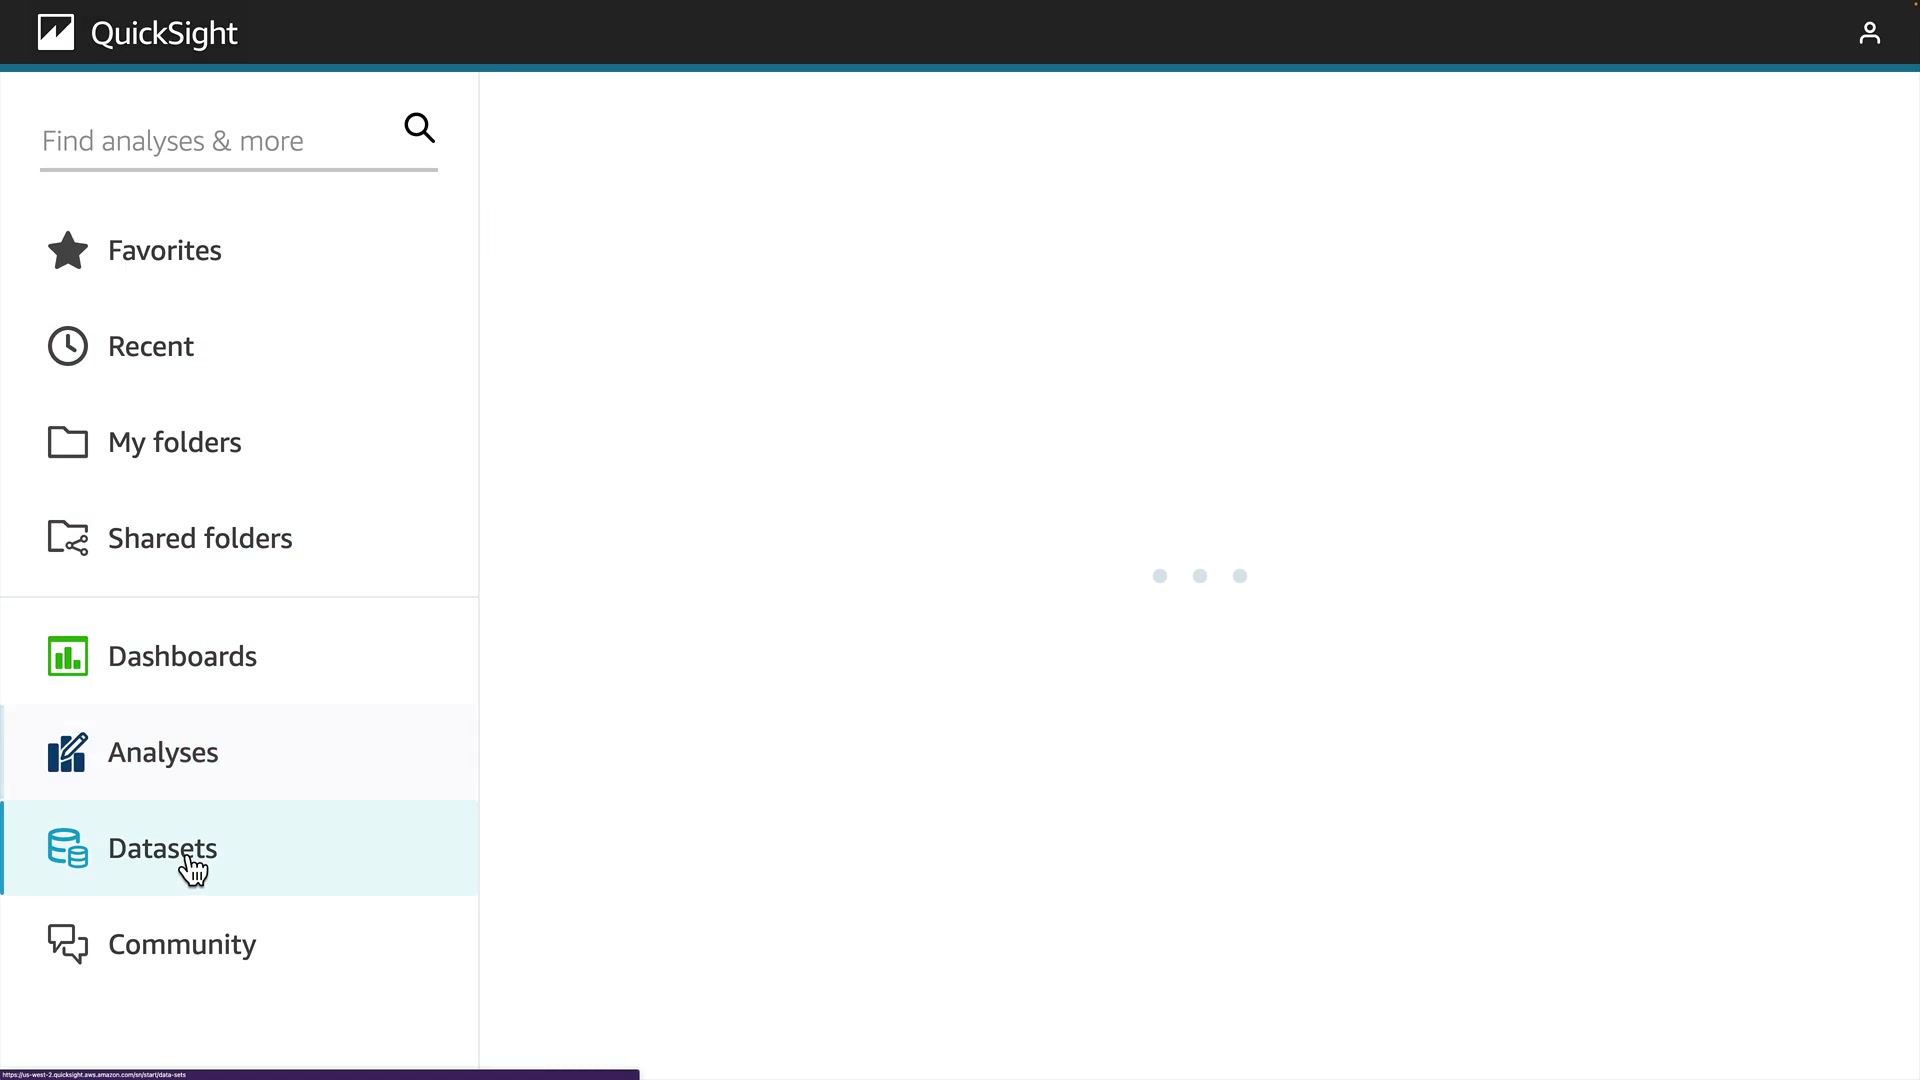 QuickSight
Find analyses & more
Favorites
Recent
My folders
Shared folders
Dashboards
Analyses
Datasets
Community
https://us-west-2.quicksight.aws.amazon.com/sn/start/data-sets